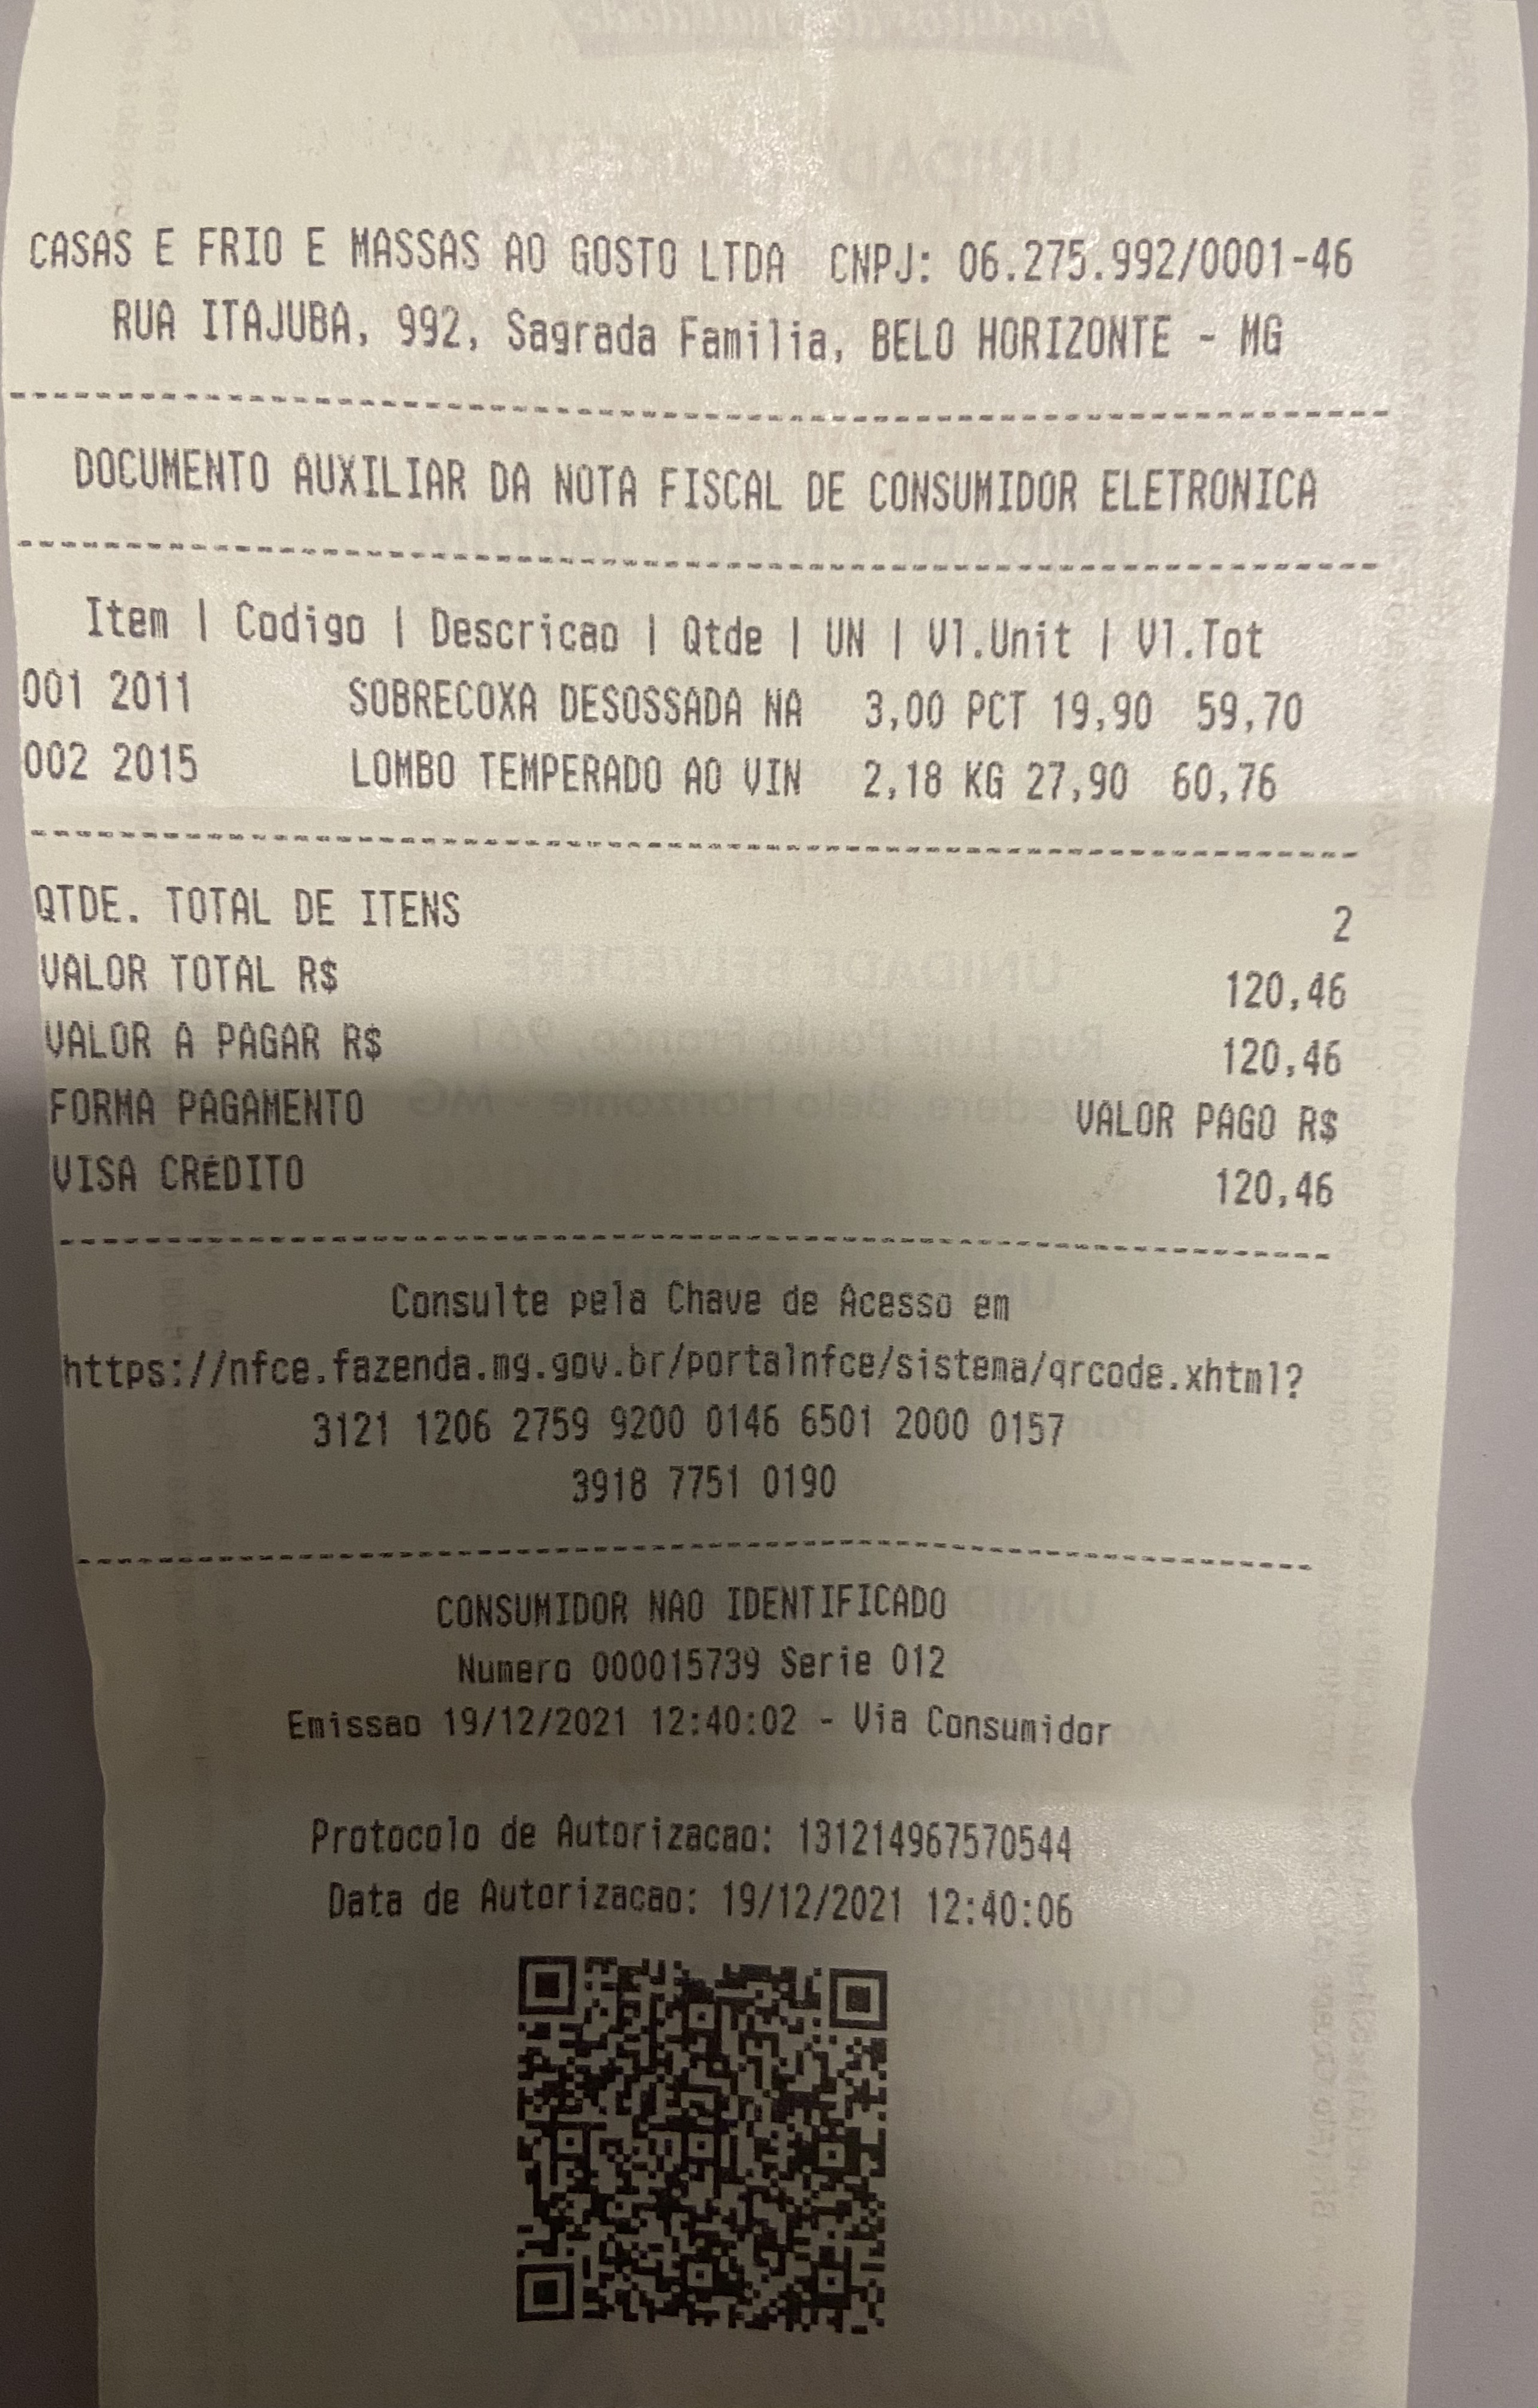 CASAS E FRIO E MASSAS AO GOSTO LTDA CNPJ: 06.275.992/0001-46
RUA ITAJUBA, 992, Sagrada Familia, BELO HORIZONTE - MG
DOCUMENTO AUXILIAR DA NOTA FISCAL DE CONSUMIDOR ELETRONICA
Item | Codigo | Descricao | Qtde | UN | Vl.Unit | Vl.Tot
001 2011 SOBRECOXA DESOSSADA NA 3,00 PCT 19,90 59,70
002 2015 LOMBO TEMPERADO AO VIN 2,18 KG 27,90 60,76
QTDE. TOTAL DE ITENS 2
VALOR TOTAL R$ 120,46
VALOR A PAGAR R$ 120,46
FORMA PAGAMENTO VALOR PAGO R$
VISA CRÉDITO 120,46
Consulte pela Chave de Acesso em
https://nfce.fazenda.mg.gov.br/portalnfce/sistema/qrcode.xhtml?
3121 1206 2759 9200 0146 6501 2000 0157
3918 7751 0190
CONSUMIDOR NAO IDENTIFICADO
Numero 000015739 Serie 012
Emissao 19/12/2021 12:40:02 - Via Consumidor
Protocolo de Autorizacao: 131214967570544
Data de Autorizacao: 19/12/2021 12:40:06